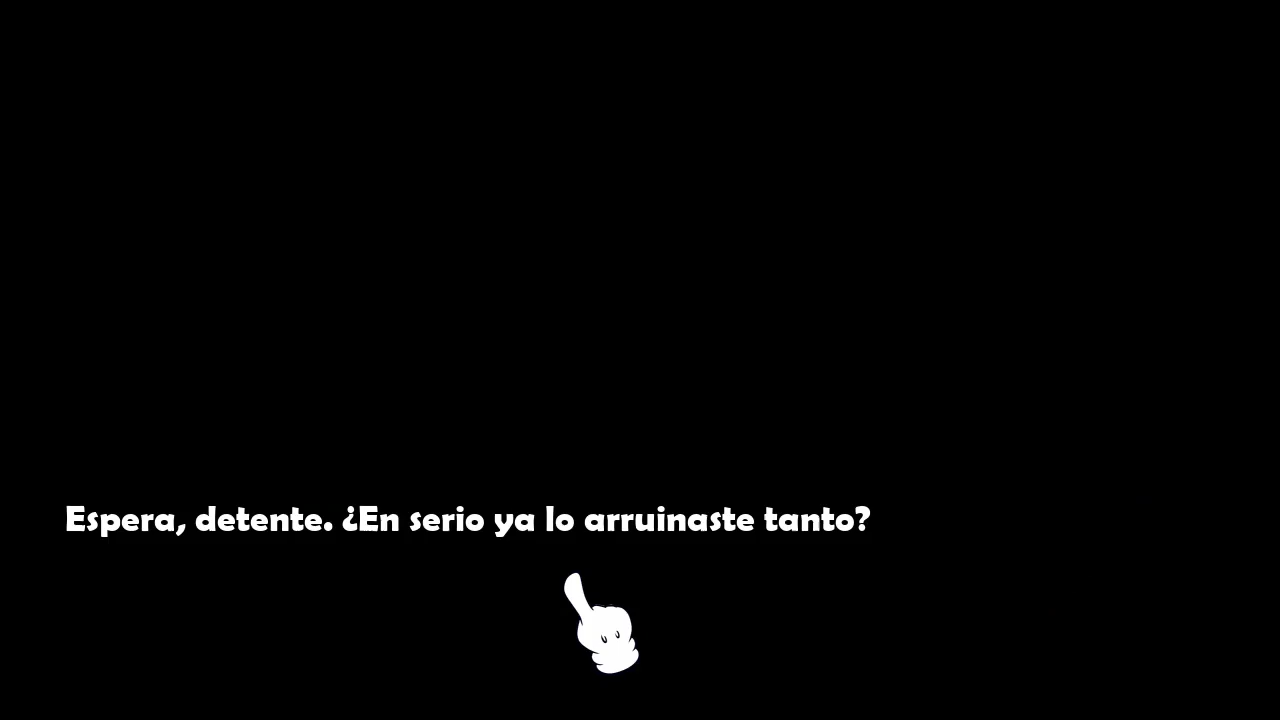 Espera, detente. ¿En serio ya lo arruinaste tanto?